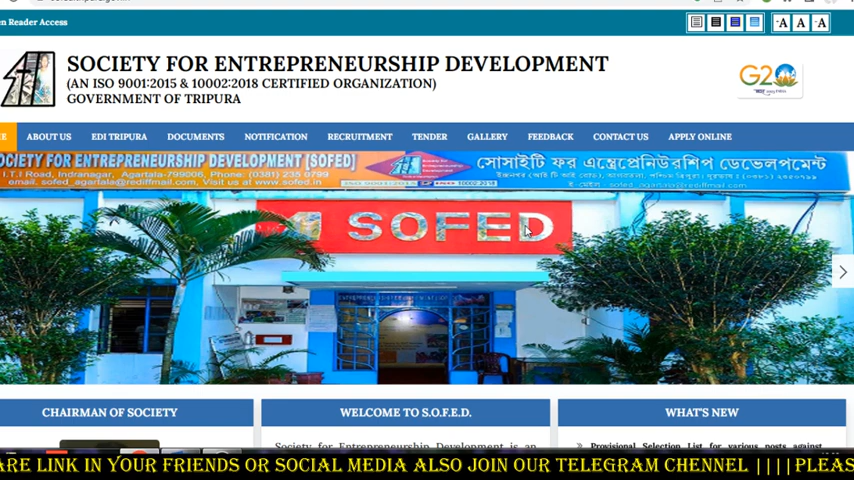 en Reader Access
A A A
SOCIETY FOR ENTREPRENEURSHIP DEVELOPMENT
(AN ISO 9001:2015 & 10002:2018 CERTIFIED ORGANIZATION)
GOVERNMENT OF TRIPURA
G20
ME ABOUT US EDI TRIPURA DOCUMENTS NOTIFICATION RECRUITMENT TENDER GALLERY FEEDBACK CONTACT US APPLY ONLINE
OCIETY FOR ENTREPRENEURSHIP DEVELOPMENT [SOFED]
I.T.I Road, Indranagar, Agartala-799006, Phone: (0381) 235 0799
email. sofed_agartala@rediffmail.com, Visit us at www.sofed.in
সোসাইটি ফর এন্ট্রেপ্রেনিউরশিপ ডেভেলপমেন্ট
SOFED
CHAIRMAN OF SOCIETY
WELCOME TO S.O.F.E.D.
WHAT'S NEW
Society for Entrepreneurship Development is an
Provisional Selection List for various posts against
ARE LINK IN YOUR FRIENDS OR SOCIAL MEDIA ALSO JOIN OUR TELEGRAM CHENNEL ||||PLEAS